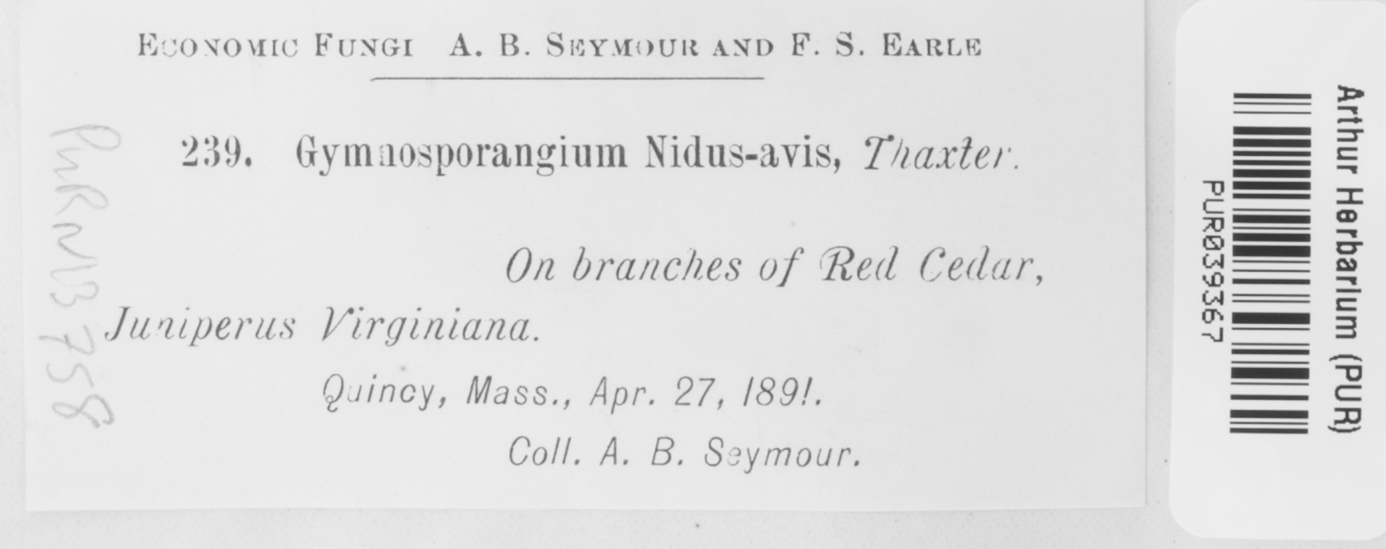 ECONOMIC FUNGI A. B. SEYMOUR AND F. S. EARLE
239. Gymnosporangium Nidus-avis, Thaxter.
On branches of Red Cedar,
Juniperus Virginiana.
Quincy, Mass., Apr. 27, 1891.
Coll. A. B. Seymour.
PURN13758
Arthur Herbarium (PUR)
PUR039367